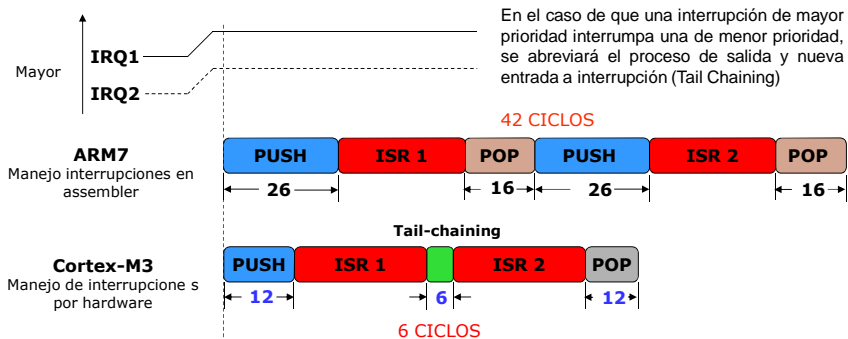 En el caso de que una interrupción de mayor
prioridad interrumpa una de menor prioridad,
se abreviará el proceso de salida y nueva
entrada a interrupción (Tail Chaining)
Mayor
IRQ1
IRQ2
42 CICLOS
ARM7
Manejo interrupciones en
assembler
PUSH ISR 1 POP PUSH ISR 2 POP
26 16 26 16
Tail-chaining
Cortex-M3
Manejo de interrupcione s
por hardware
PUSH ISR 1 ISR 2 POP
12 6 12
6 CICLOS